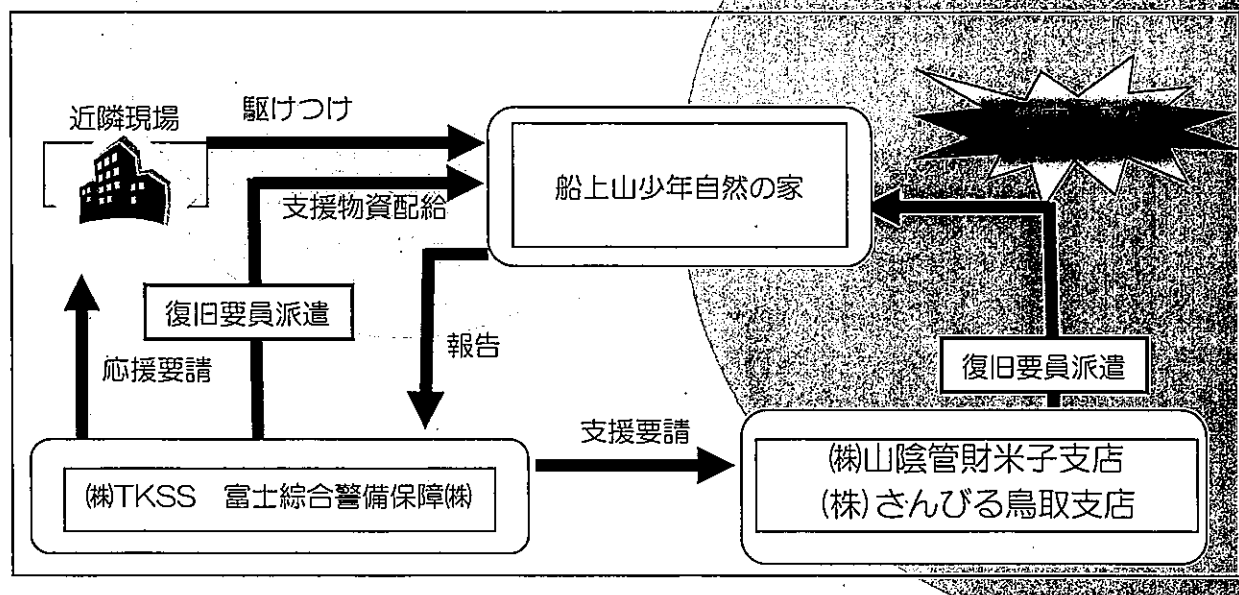 近隣現場
駆けつけ
船上山少年自然の家
支援物資配給
復旧要員派遣
応援要請
報告
復旧要員派遣
支援要請
㈱TKSS 富士綜合警備保障㈱
㈱山陰管財米子支店
(株)さんびる鳥取支店